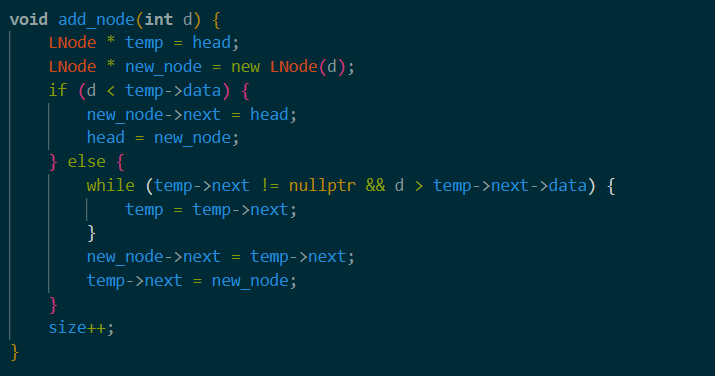 void add_node(int d) {
    LNode * temp = head;
    LNode * new_node = new LNode(d);
    if (d < temp->data) {
        new_node->next = head;
        head = new_node;
    } else {
        while (temp->next != nullptr && d > temp->next->data) {
            temp = temp->next;
        }
        new_node->next = temp->next;
        temp->next = new_node;
    }
    size++;
}